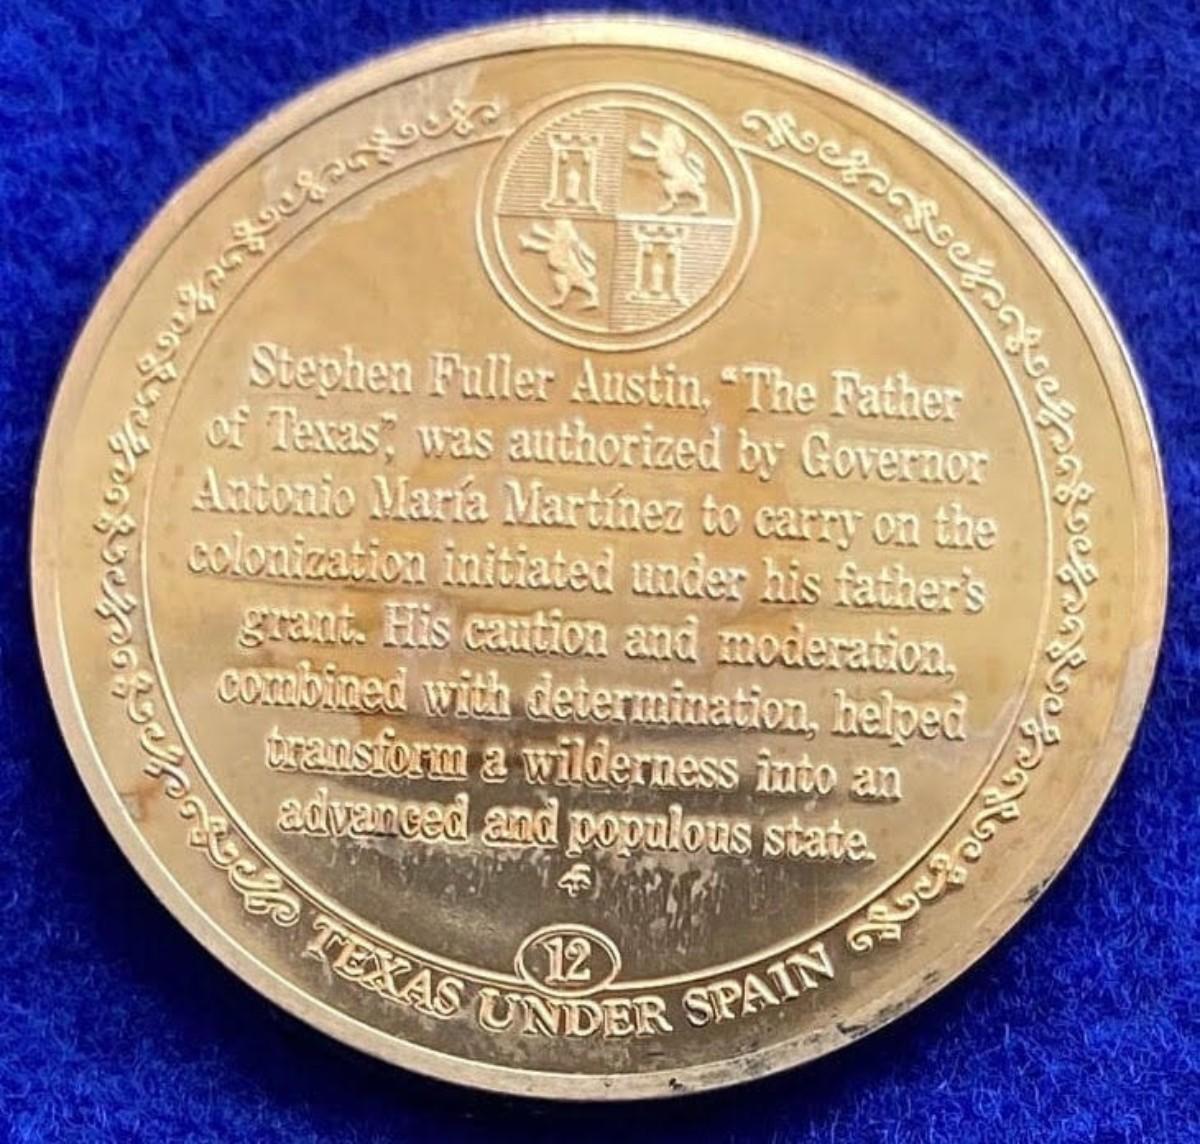 Stephen Fuller Austin, "The Father
of Texas", was authorized by Governor
Antonio María Martínez to carry on the
colonization initiated under his father's
grant. His caution and moderation,
combined with determination, helped
transform a wilderness into an
advanced and populous state.
12
TEXAS UNDER SPAIN